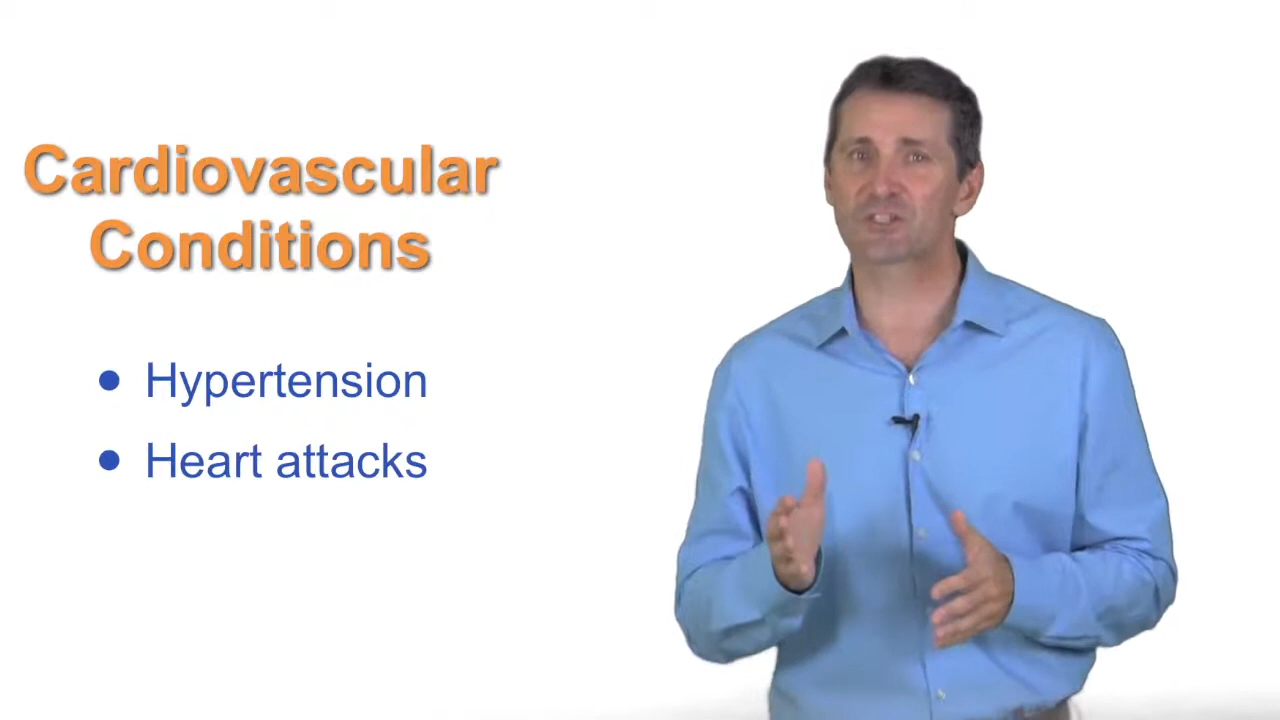 Cardiovascular
Conditions
● Hypertension
● Heart attacks